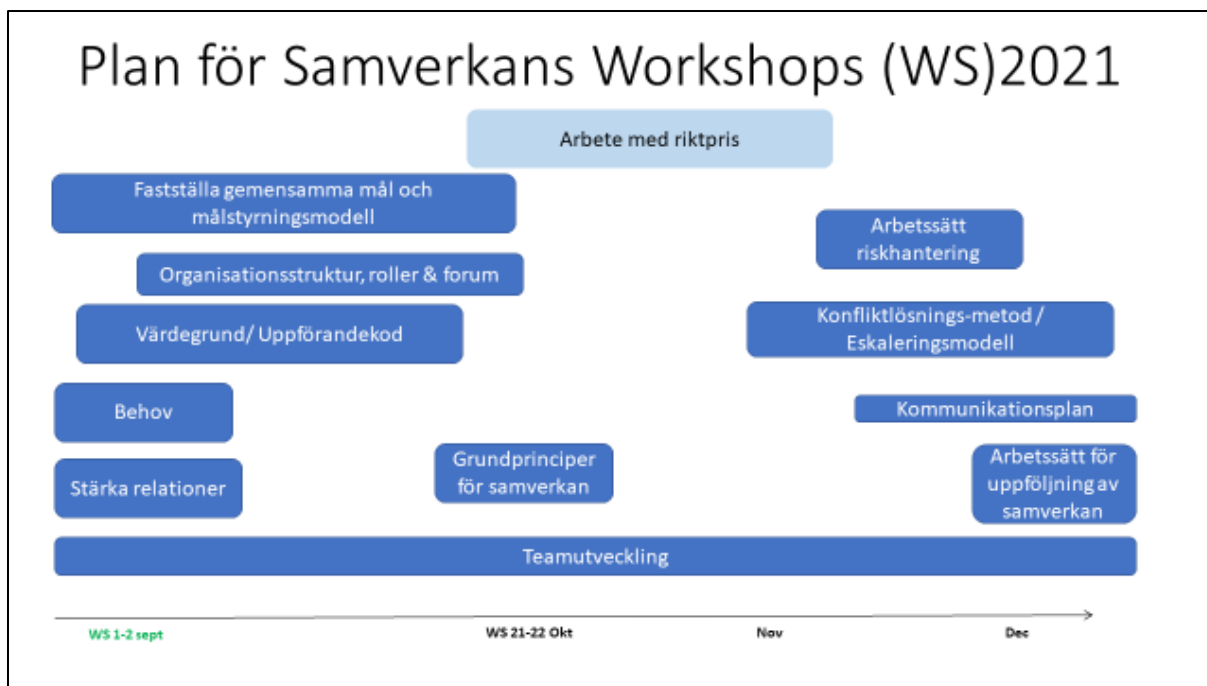 Plan för Samverkans Workshops (WS)2021
Arbete med riktpris
Fastställa gemensamma mål och
målstyrningsmodell
Arbetssätt
riskhantering
Organisationsstruktur, roller & forum
Värdegrund/ Uppförandekod
Konfliktlösnings-metod /
Eskaleringsmodell
Behov
Kommunikationsplan
Stärka relationer
Grundprinciper
för samverkan
Arbetssätt för
uppföljning av
samverkan
Teamutveckling
WS 1-2 sept
WS 21-22 Okt
Nov
Dec